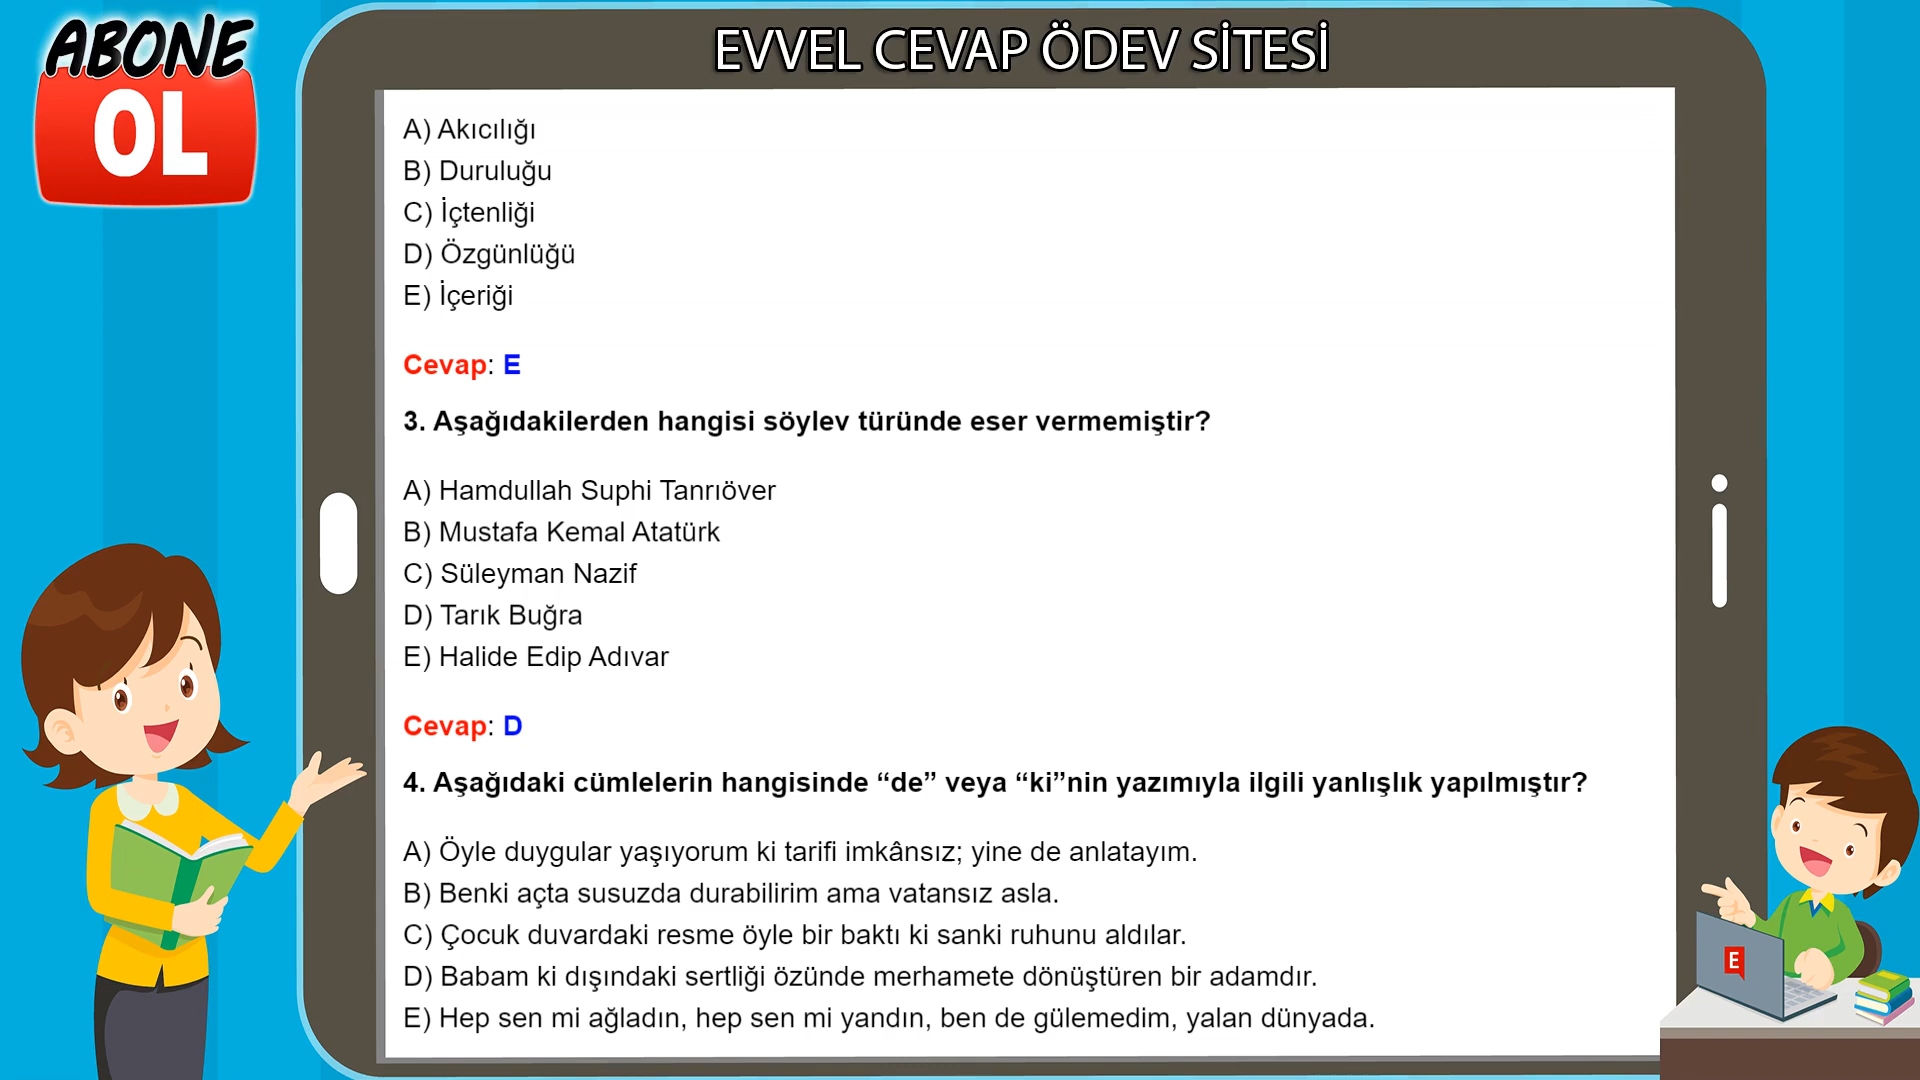 ABONE
OL
EVVEL CEVAP ÖDEV SİTESİ
A) Akıcılığı
B) Duruluğu
C) İçtenliği
D) Özgünlüğü
E) İçeriği
Cevap: E
3. Aşağıdakilerden hangisi söylev türünde eser vermemiştir?
A) Hamdullah Suphi Tanrıöver
B) Mustafa Kemal Atatürk
C) Süleyman Nazif
D) Tarık Buğra
E) Halide Edip Adıvar
Cevap: D
4. Aşağıdaki cümlelerin hangisinde “de” veya “ki”nin yazımıyla ilgili yanlışlık yapılmıştır?
A) Öyle duygular yaşıyorum ki tarifi imkânsız; yine de anlatayım.
B) Benki açta susuzda durabilirim ama vatansız asla.
C) Çocuk duvardaki resme öyle bir baktı ki sanki ruhunu aldılar.
D) Babam ki dışındaki sertliği özünde merhamete dönüştüren bir adamdır.
E) Hep sen mi ağladın, hep sen mi yandın, ben de gülemedim, yalan dünyada.
E